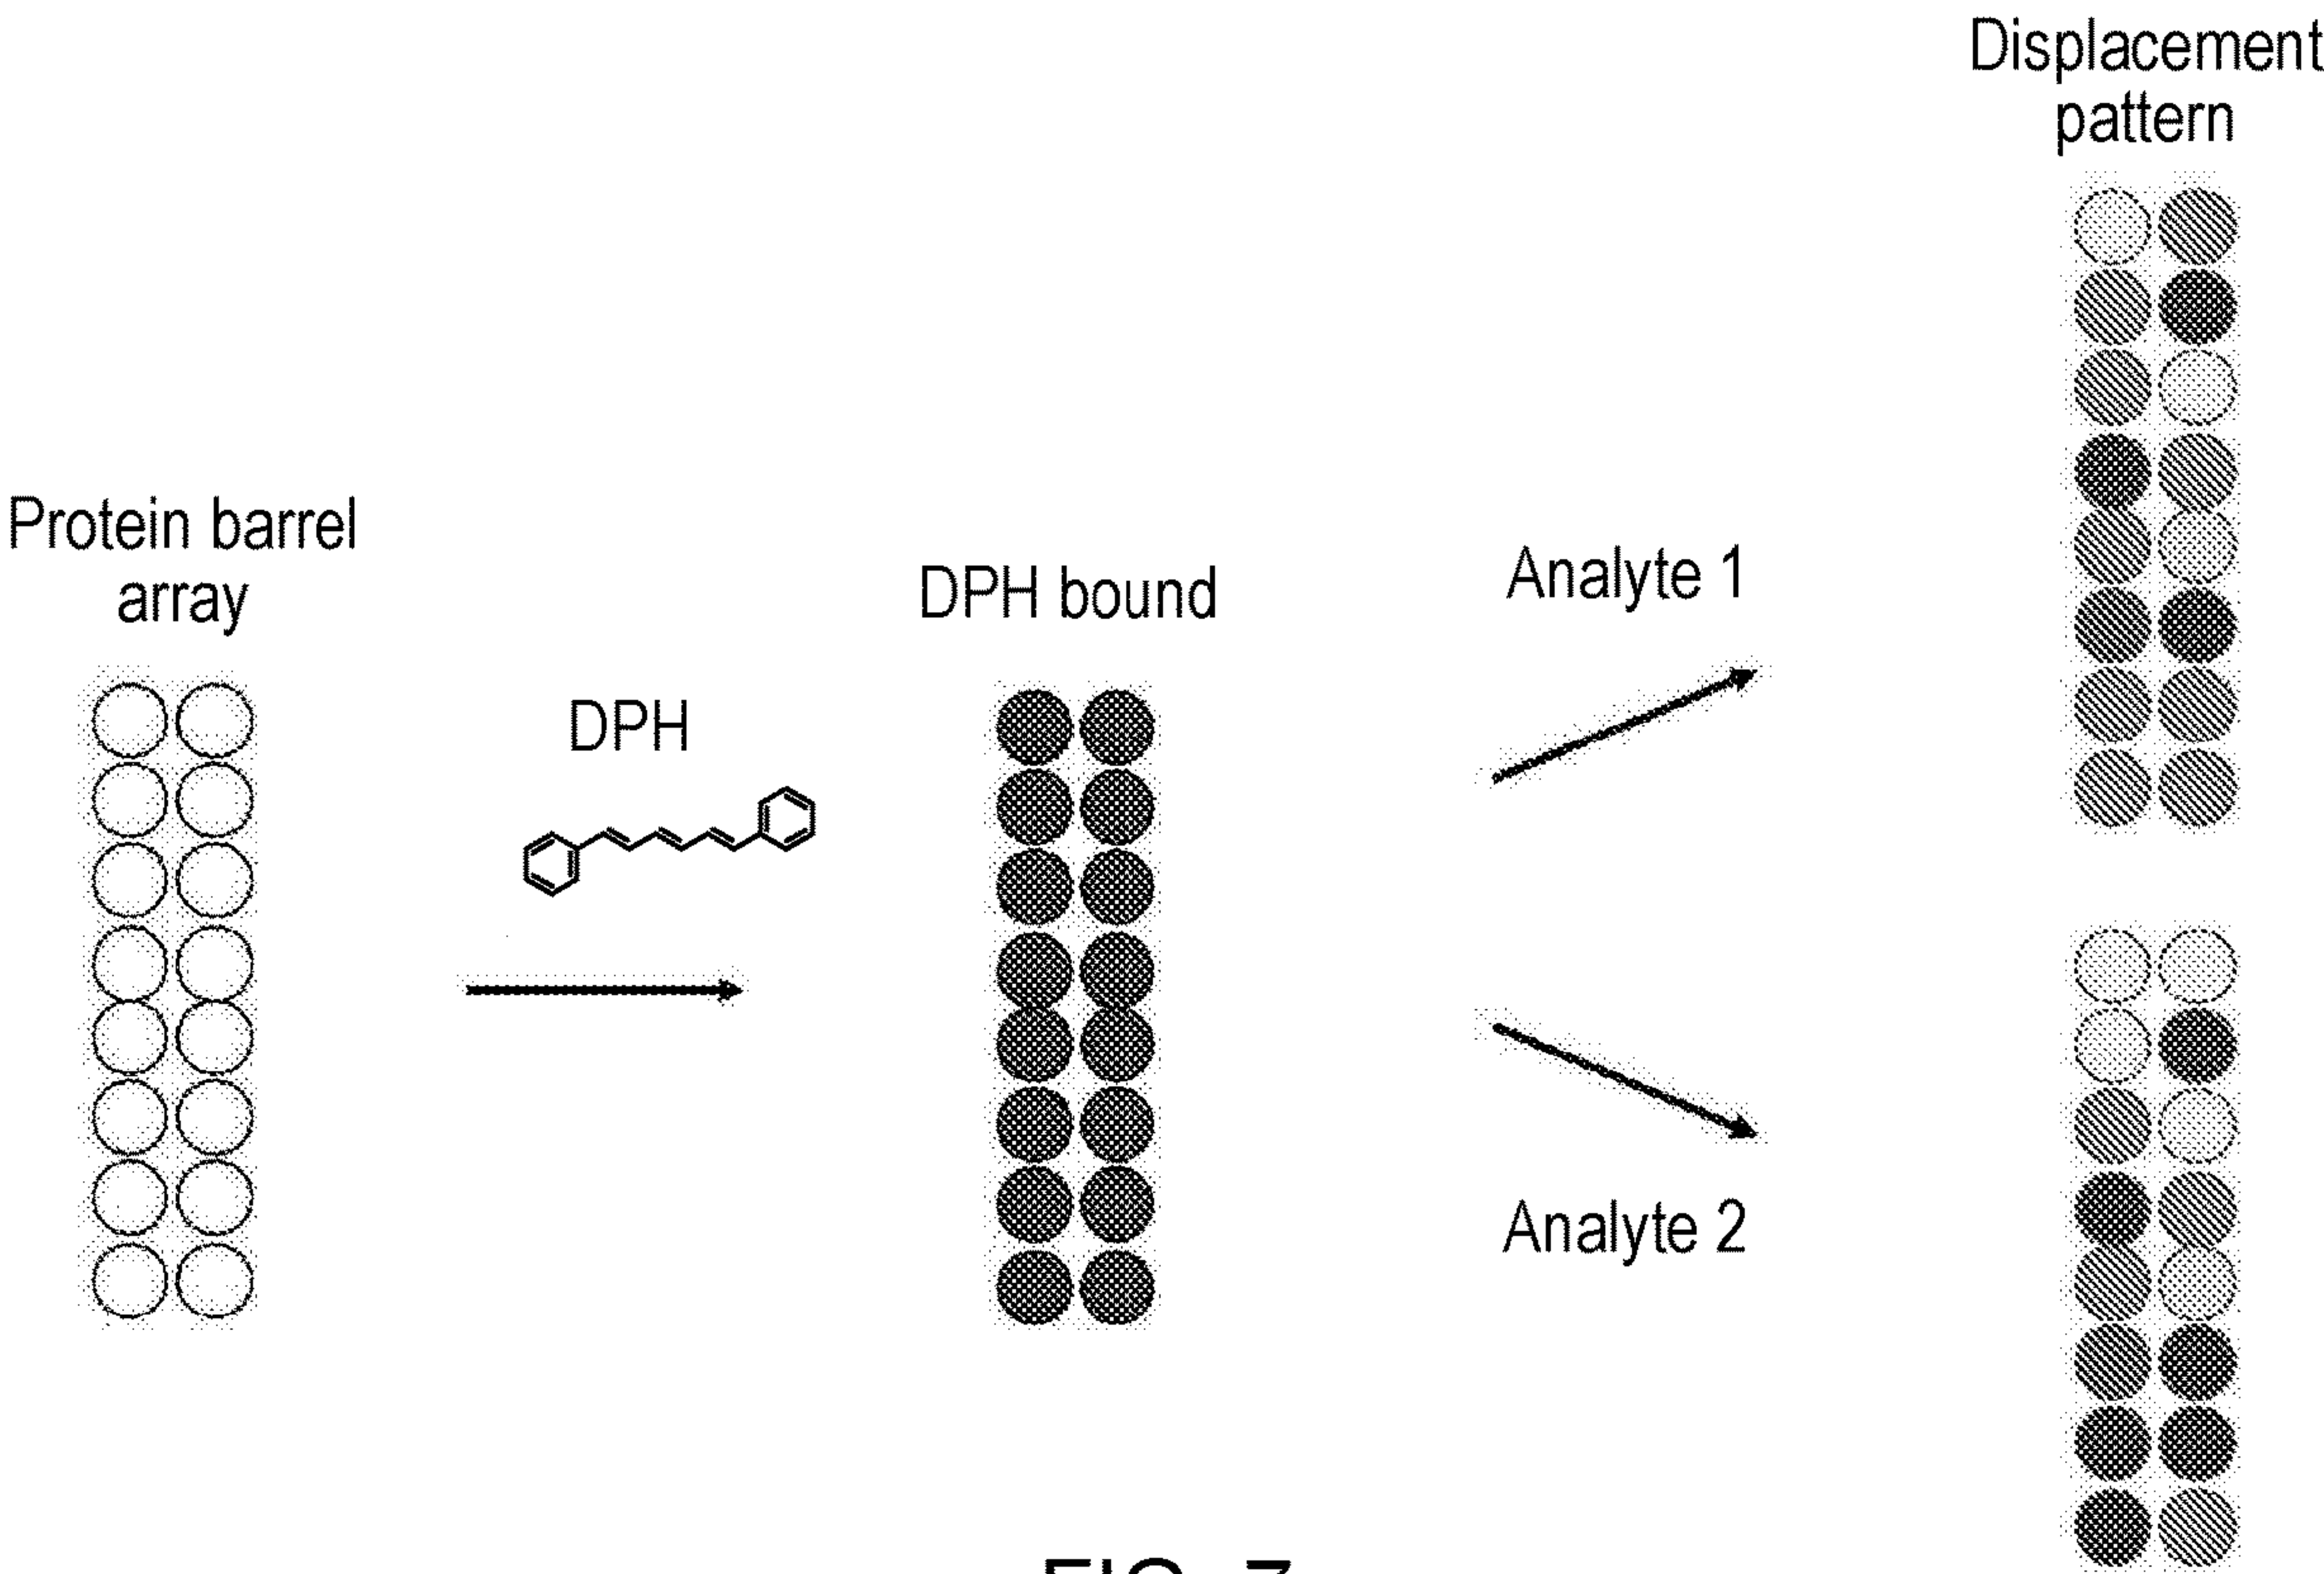 Displacement
pattern
Protein barrel
array
DPH bound
Analyte 1
DPH
Analyte 2